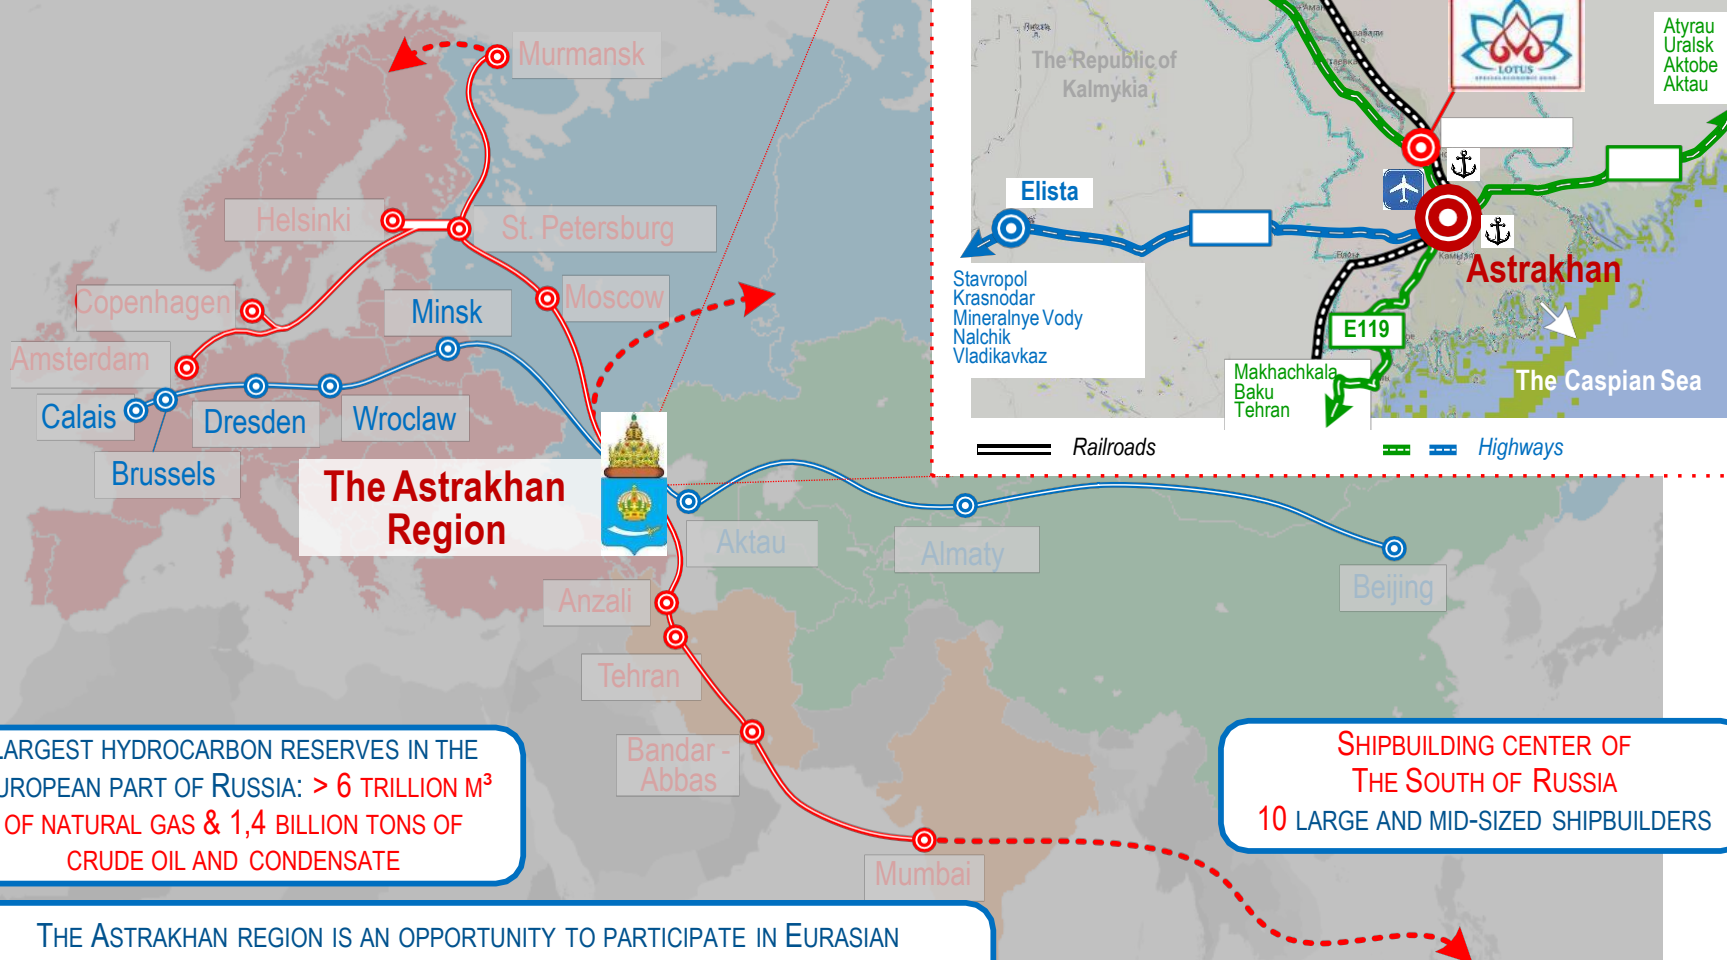 Murmansk
Helsinki
St. Petersburg
Copenhagen
Moscow
Minsk
Amsterdam
Calais
Dresden
Wroclaw
Brussels
The Astrakhan
Region
Aktau
Almaty
Beijing
Anzali
Tehran
Bandar -
Abbas
Mumbai
The Republic of
Kalmykia
LOTUS
Atyrau
Uralsk
Aktobe
Aktau
Elista
Stavropol
Krasnodar
Mineralnye Vody
Nalchik
Vladikavkaz
Astrakhan
E119
Makhachkala
Baku
Tehran
The Caspian Sea
Railroads
Highways
LARGEST HYDROCARBON RESERVES IN THE
UROPEAN PART OF RUSSIA: > 6 TRILLION M³
OF NATURAL GAS & 1,4 BILLION TONS OF
CRUDE OIL AND CONDENSATE
SHIPBUILDING CENTER OF
THE SOUTH OF RUSSIA
10 LARGE AND MID-SIZED SHIPBUILDERS
THE ASTRAKHAN REGION IS AN OPPORTUNITY TO PARTICIPATE IN EURASIAN